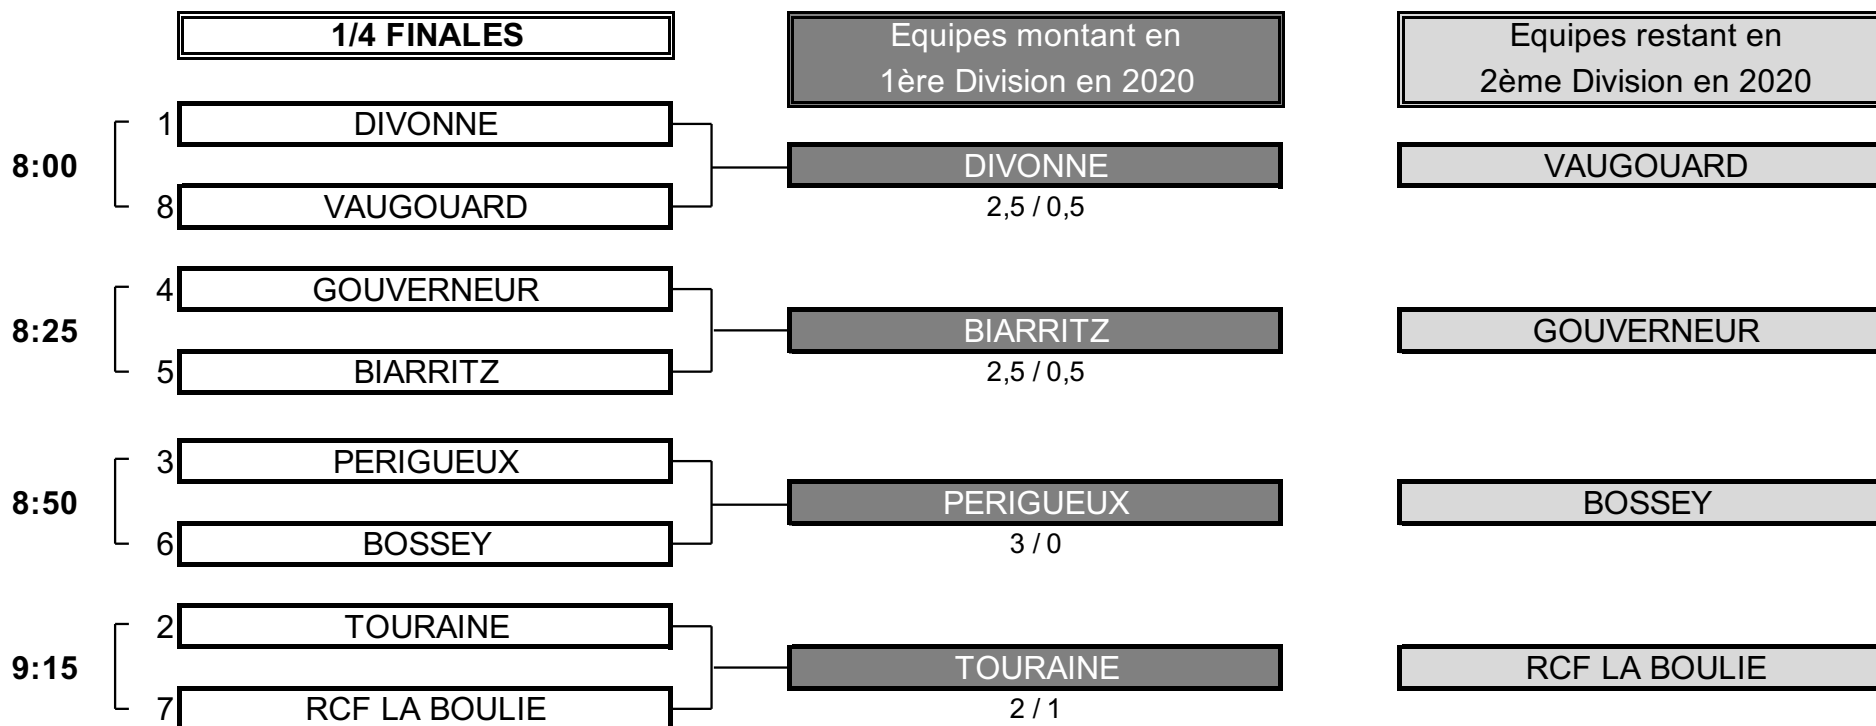 1/4 FINALES
Equipes montant en
1ère Division en 2020
Equipes restant en
2ème Division en 2020
8:00
1 DIVONNE
8 VAUGOUARD
DIVONNE
2,5 / 0,5
VAUGOUARD
8:25
4 GOUVERNEUR
5 BIARRITZ
BIARRITZ
2,5 / 0,5
GOUVERNEUR
8:50
3 PERIGUEUX
6 BOSSEY
PERIGUEUX
3 / 0
BOSSEY
9:15
2 TOURAINE
7 RCF LA BOULIE
TOURAINE
2 / 1
RCF LA BOULIE